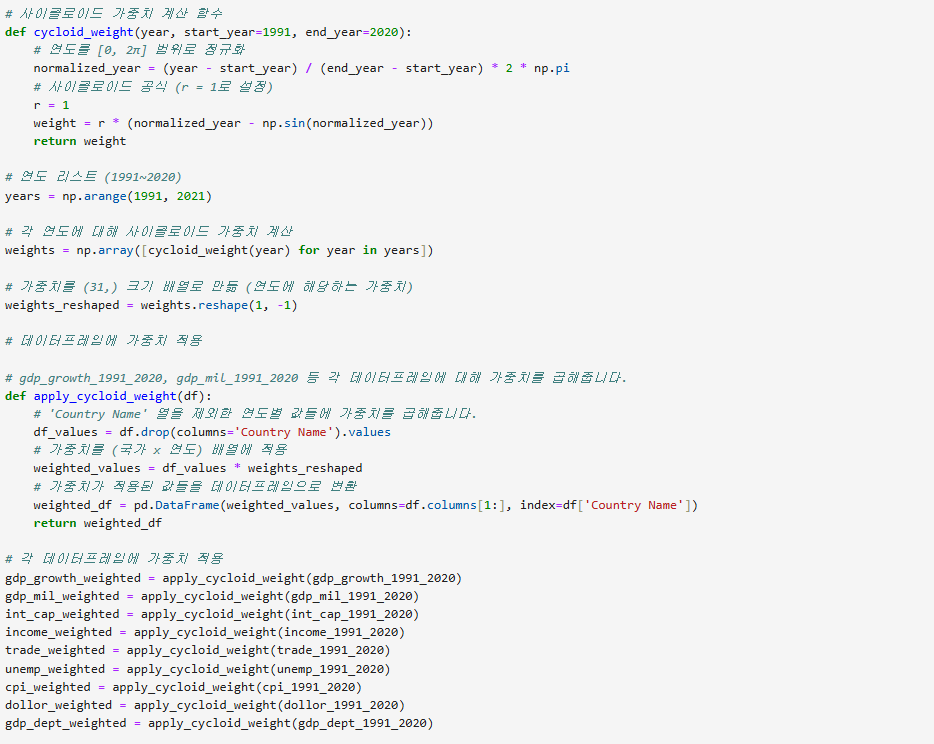 # 사이클로이드 가중치 계산 함수
def cycloid_weight(year, start_year=1991, end_year=2020):
    # 연도를 [0, 2π] 범위로 정규화
    normalized_year = (year - start_year) / (end_year - start_year) * 2 * np.pi
    # 사이클로이드 공식 (r = 1로 설정)
    r = 1
    weight = r * (normalized_year - np.sin(normalized_year))
    return weight

# 연도 리스트 (1991~2020)
years = np.arange(1991, 2021)

# 각 연도에 대해 사이클로이드 가중치 계산
weights = np.array([cycloid_weight(year) for year in years])

# 가중치를 (31,) 크기 배열로 만듦 (연도에 해당하는 가중치)
weights_reshaped = weights.reshape(1, -1)

# 데이터프레임에 가중치 적용

# gdp_growth_1991_2020, gdp_mil_1991_2020 등 각 데이터프레임에 대해 가중치를 곱해줍니다.
def apply_cycloid_weight(df):
    # 'Country Name' 열을 제외한 연도별 값들에 가중치를 곱해줍니다.
    df_values = df.drop(columns='Country Name').values
    # 가중치를 (국가 x 연도) 배열에 적용
    weighted_values = df_values * weights_reshaped
    # 가중치가 적용된 값들을 데이터프레임으로 변환
    weighted_df = pd.DataFrame(weighted_values, columns=df.columns[1:], index=df['Country Name'])
    return weighted_df

# 각 데이터프레임에 가중치 적용
gdp_growth_weighted = apply_cycloid_weight(gdp_growth_1991_2020)
gdp_mil_weighted = apply_cycloid_weight(gdp_mil_1991_2020)
int_cap_weighted = apply_cycloid_weight(int_cap_1991_2020)
income_weighted = apply_cycloid_weight(income_1991_2020)
trade_weighted = apply_cycloid_weight(trade_1991_2020)
unemp_weighted = apply_cycloid_weight(unemp_1991_2020)
cpi_weighted = apply_cycloid_weight(cpi_1991_2020)
dollor_weighted = apply_cycloid_weight(dollor_1991_2020)
gdp_dept_weighted = apply_cycloid_weight(gdp_dept_1991_2020)